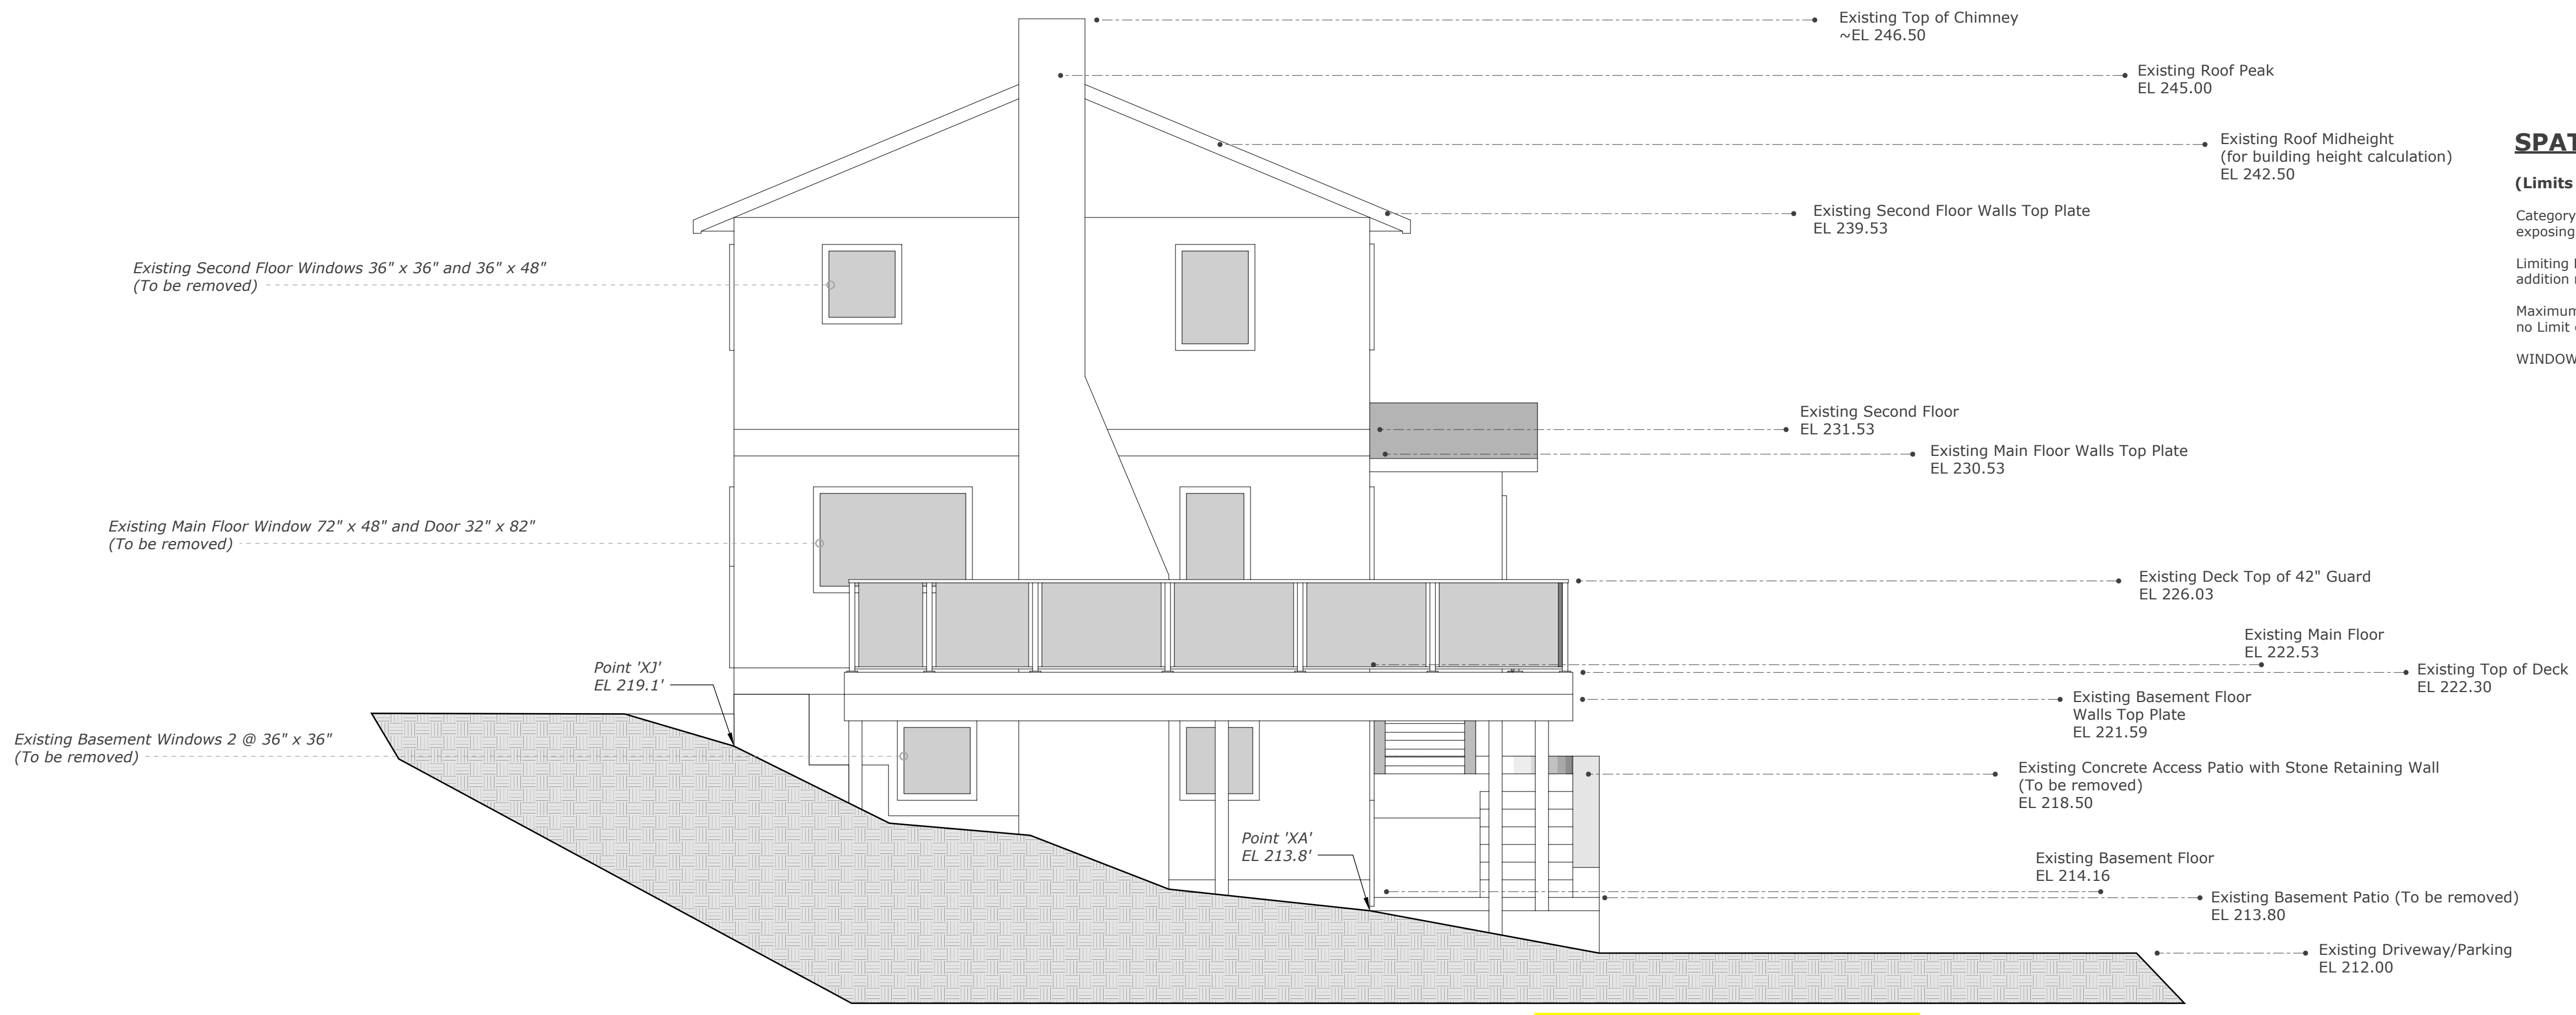 Existing Top of Chimney
~EL 246.50
Existing Roof Peak
EL 245.00
Existing Roof Midheight
(for building height calculation)
EL 242.50
Existing Second Floor Walls Top Plate
EL 239.53
Existing Second Floor Windows 36" x 36" and 36" x 48"
(To be removed)
Existing Second Floor
EL 231.53
Existing Main Floor Walls Top Plate
EL 230.53
Existing Main Floor Window 72" x 48" and Door 32" x 82"
(To be removed)
Existing Deck Top of 42" Guard
EL 226.03
Existing Main Floor
EL 222.53
Existing Top of Deck
EL 222.30
Point 'XJ'
EL 219.1'
Existing Basement Floor
Walls Top Plate
EL 221.59
Existing Basement Windows 2 @ 36" x 36"
(To be removed)
Existing Concrete Access Patio with Stone Retaining Wall
(To be removed)
EL 218.50
Point 'XA'
EL 213.8'
Existing Basement Floor
EL 214.16
Existing Basement Patio (To be removed)
EL 213.80
Existing Driveway/Parking
EL 212.00
SPAT
(Limits
Category
exposing
Limiting
addition
Maximum
no Limit
WINDOW